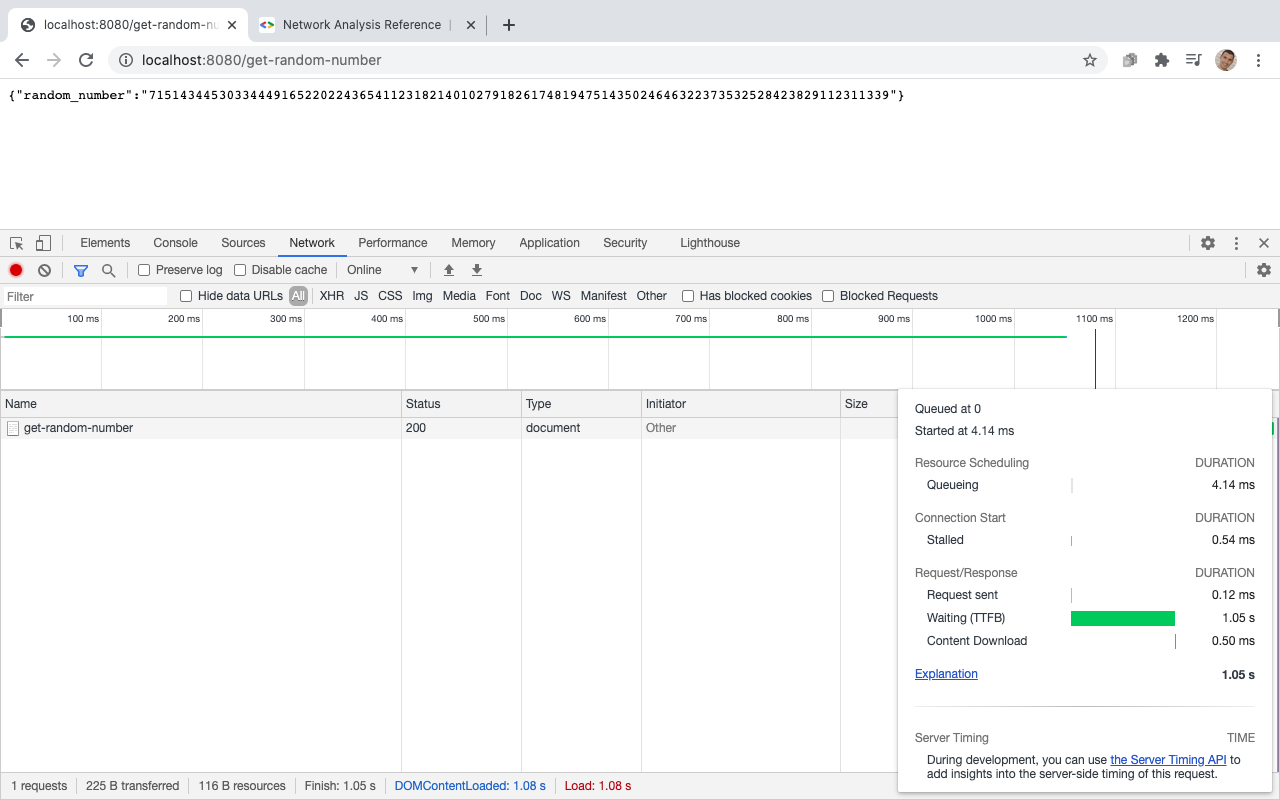 localhost:8080/get-random-nu
Network Analysis Reference
localhost:8080/get-random-number
{"random_number":"7151434453033444916522022436541123182140102791826174819475143502464632237353252842382911231​1339"}
Elements Console Sources Network Performance Memory Application Security Lighthouse
Preserve log Disable cache Online
Filter Hide data URLs All XHR JS CSS Img Media Font Doc WS Manifest Other Has blocked cookies Blocked Requests
100 ms 200 ms 300 ms 400 ms 500 ms 600 ms 700 ms 800 ms 900 ms 1000 ms 1100 ms 1200 ms
Name Status Type Initiator Size
get-random-number 200 document Other
Queued at 0
Started at 4.14 ms
Resource Scheduling DURATION
Queueing 4.14 ms
Connection Start DURATION
Stalled 0.54 ms
Request/Response DURATION
Request sent 0.12 ms
Waiting (TTFB) 1.05 s
Content Download 0.50 ms
Explanation 1.05 s
Server Timing TIME
During development, you can use the Server Timing API to
add insights into the server-side timing of this request.
1 requests 225 B transferred 116 B resources Finish: 1.05 s DOMContentLoaded: 1.08 s Load: 1.08 s